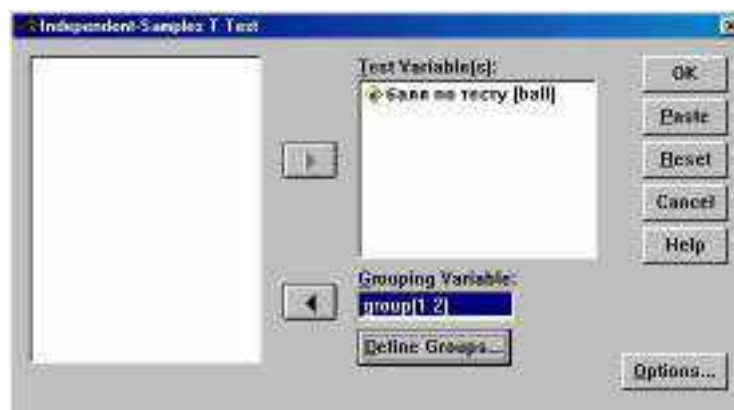 Independent-Samples T Test
Test Variable(s):
балл по тесту [ball]
OK
Paste
Reset
Cancel
Help
Grouping Variable:
group(1 2)
Define Groups...
Options...